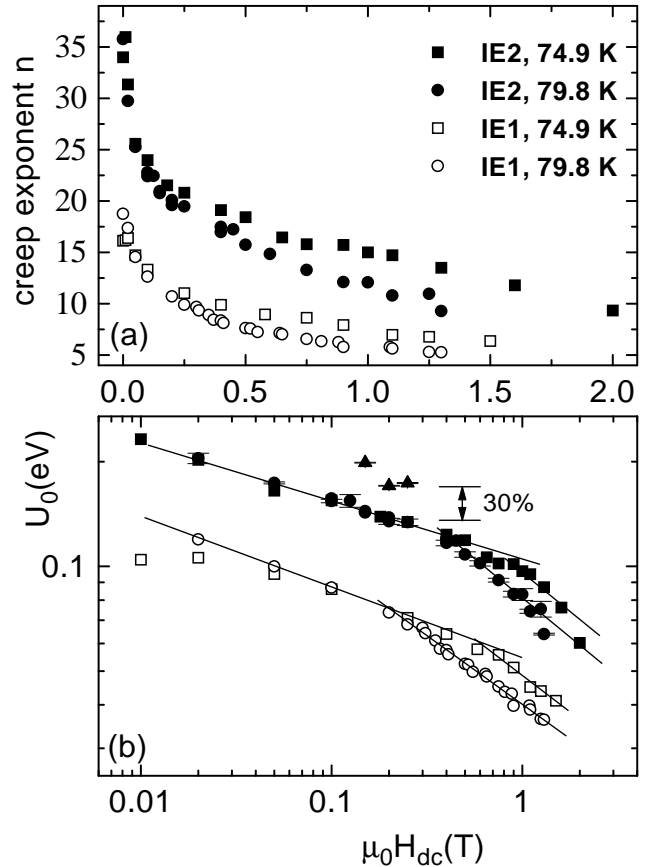 35
30
25
20
15
10
5
creep exponent n
IE2, 74.9 K
IE2, 79.8 K
IE1, 74.9 K
IE1, 79.8 K
(a)
0.0 0.5 1.0 1.5 2.0
U₀(eV)
0.1
30%
(b)
0.01 0.1 1
μ₀H_dc(T)